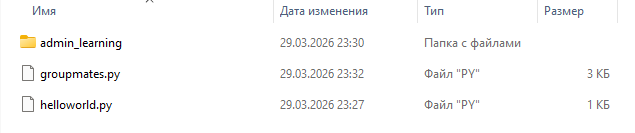 Имя Дата изменения Тип Размер
admin_learning 29.03.2026 23:30 Папка с файлами
groupmates.py 29.03.2026 23:32 Файл "PY" 3 КБ
helloworld.py 29.03.2026 23:27 Файл "PY" 1 КБ